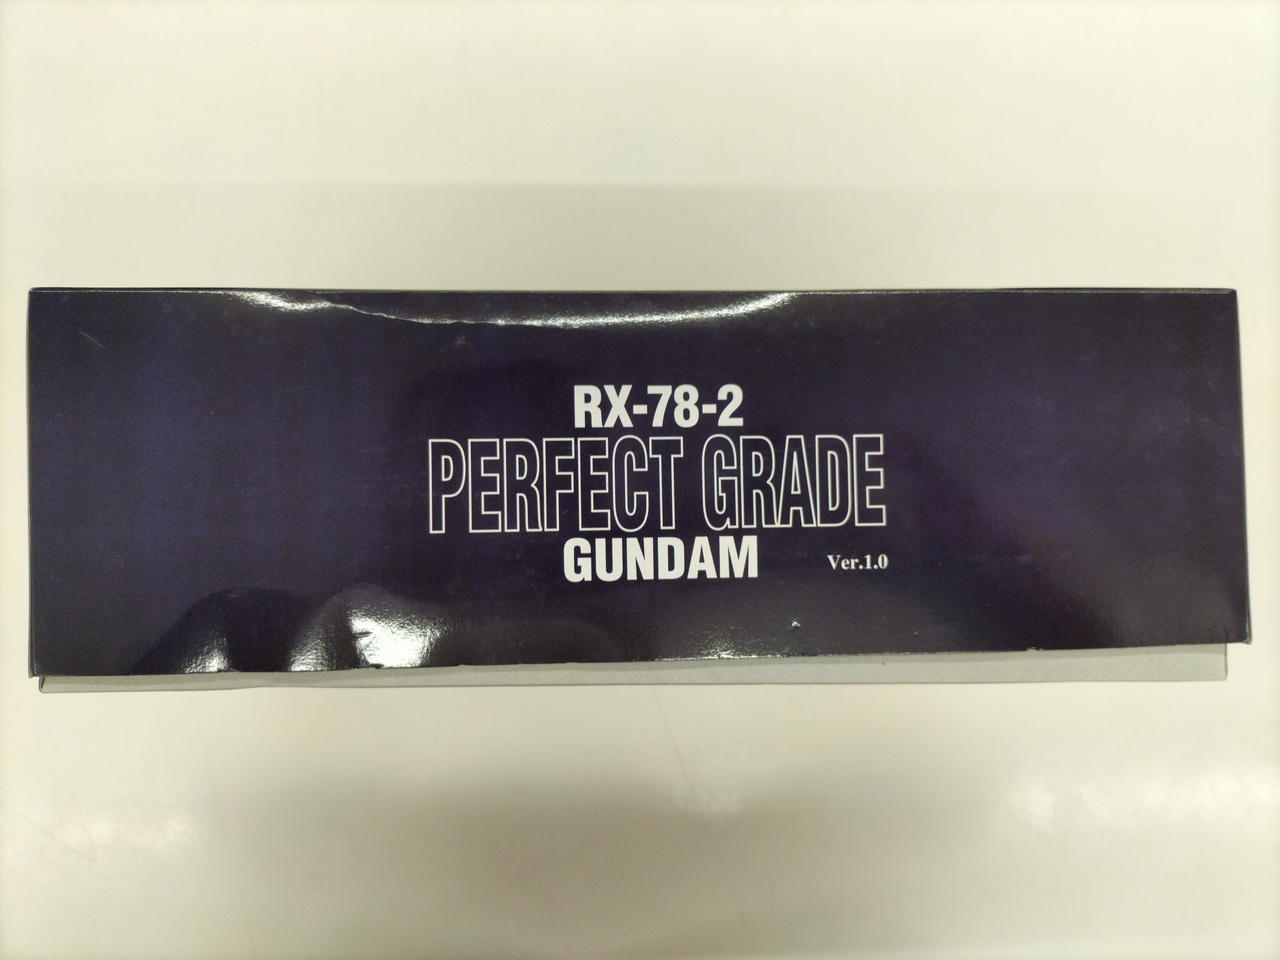 RX-78-2
PERFECT GRADE
GUNDAM
Ver.1.0